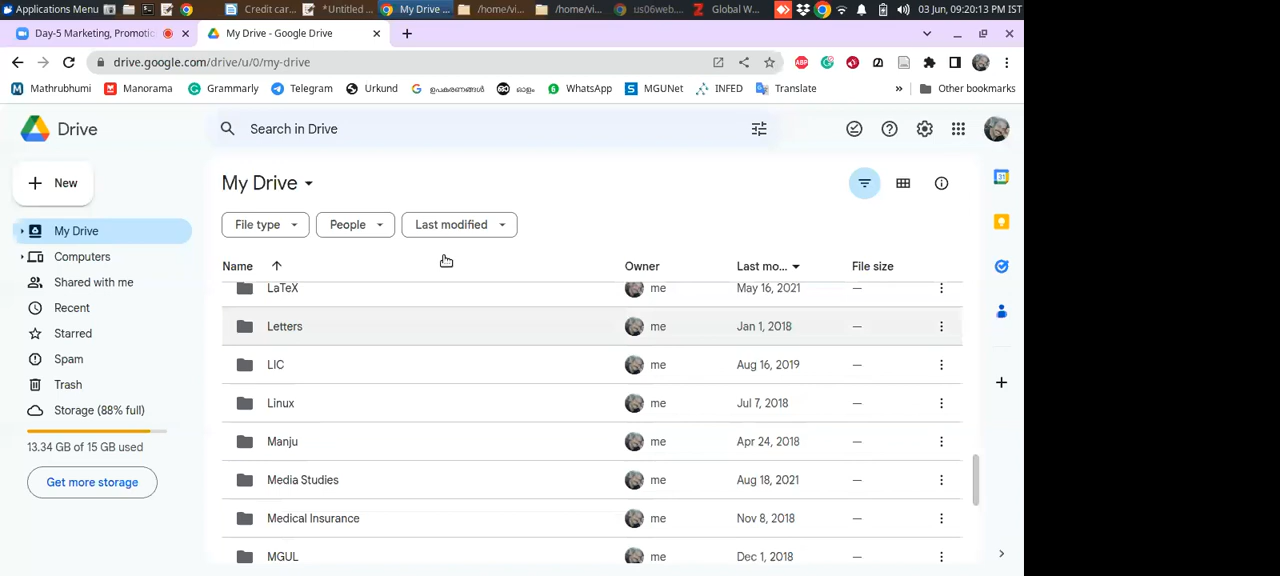 Applications Menu Credit car... *Untitled ... My Drive ... /home/vi... /home/vi... us06web.... Global W... 03 Jun, 09:20:13 PM IST
Day-5 Marketing, Promotic My Drive - Google Drive
drive.google.com/drive/u/0/my-drive
Mathrubhumi Manorama Grammarly Telegram Urkund ഉപകരണങ്ങൾ ഓളം WhatsApp MGUNet INFED Translate » Other bookmarks
Drive Search in Drive
New
My Drive
Computers
Shared with me
Recent
Starred
Spam
Trash
Storage (88% full)
13.34 GB of 15 GB used
Get more storage
My Drive
File type People Last modified
Name Owner Last mo... File size
LaTeX me May 16, 2021 —
Letters me Jan 1, 2018 —
LIC me Aug 16, 2019 —
Linux me Jul 7, 2018 —
Manju me Apr 24, 2018 —
Media Studies me Aug 18, 2021 —
Medical Insurance me Nov 8, 2018 —
MGUL me Dec 1, 2018 —